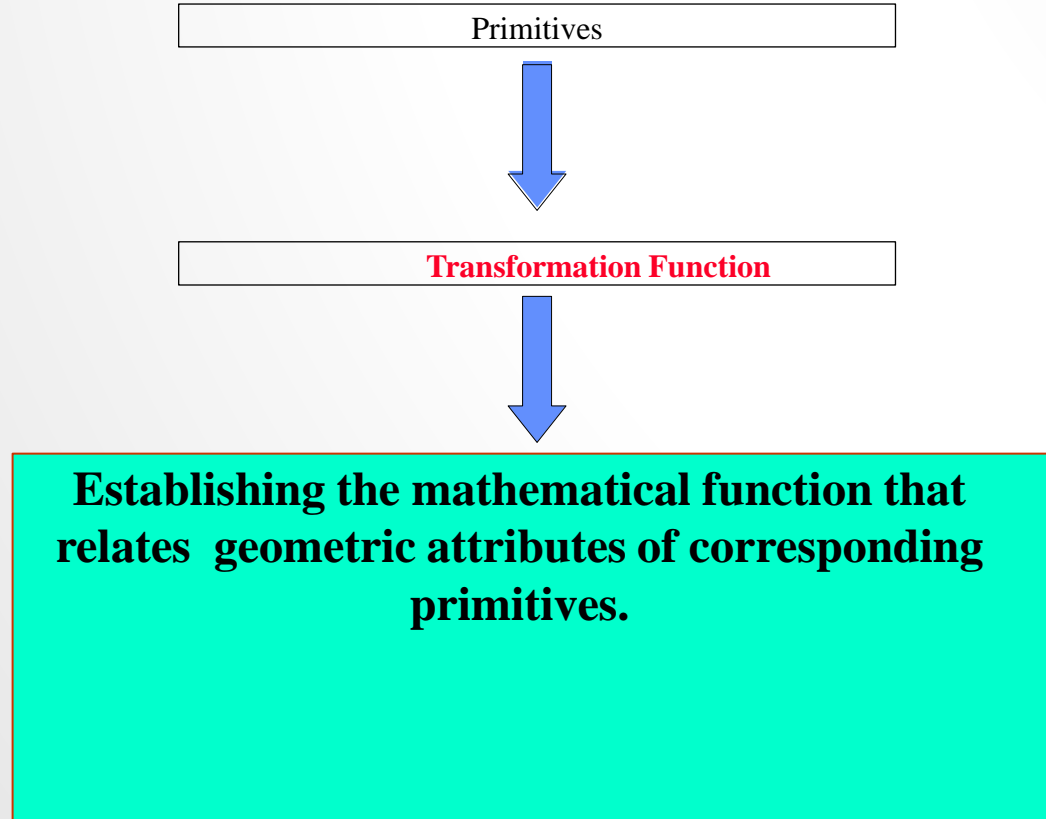 Primitives
Transformation Function
Establishing the mathematical function that
relates  geometric attributes of corresponding
primitives.